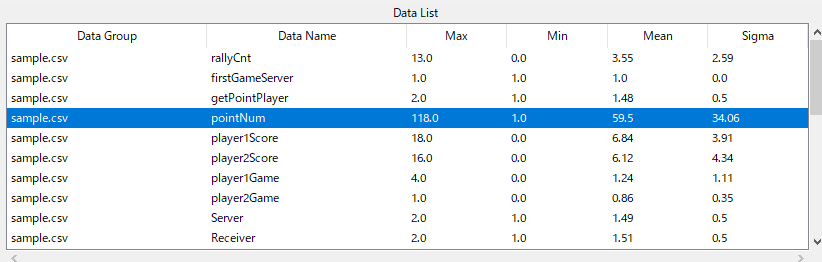 Data List
Data Group Data Name Max Min Mean Sigma
sample.csv rallyCnt 13.0 0.0 3.55 2.59
sample.csv firstGameServer 1.0 1.0 1.0 0.0
sample.csv getPointPlayer 2.0 1.0 1.48 0.5
sample.csv pointNum 118.0 1.0 59.5 34.06
sample.csv player1Score 18.0 0.0 6.84 3.91
sample.csv player2Score 16.0 0.0 6.12 4.34
sample.csv player1Game 4.0 0.0 1.24 1.11
sample.csv player2Game 1.0 0.0 0.86 0.35
sample.csv Server 2.0 1.0 1.49 0.5
sample.csv Receiver 2.0 1.0 1.51 0.5